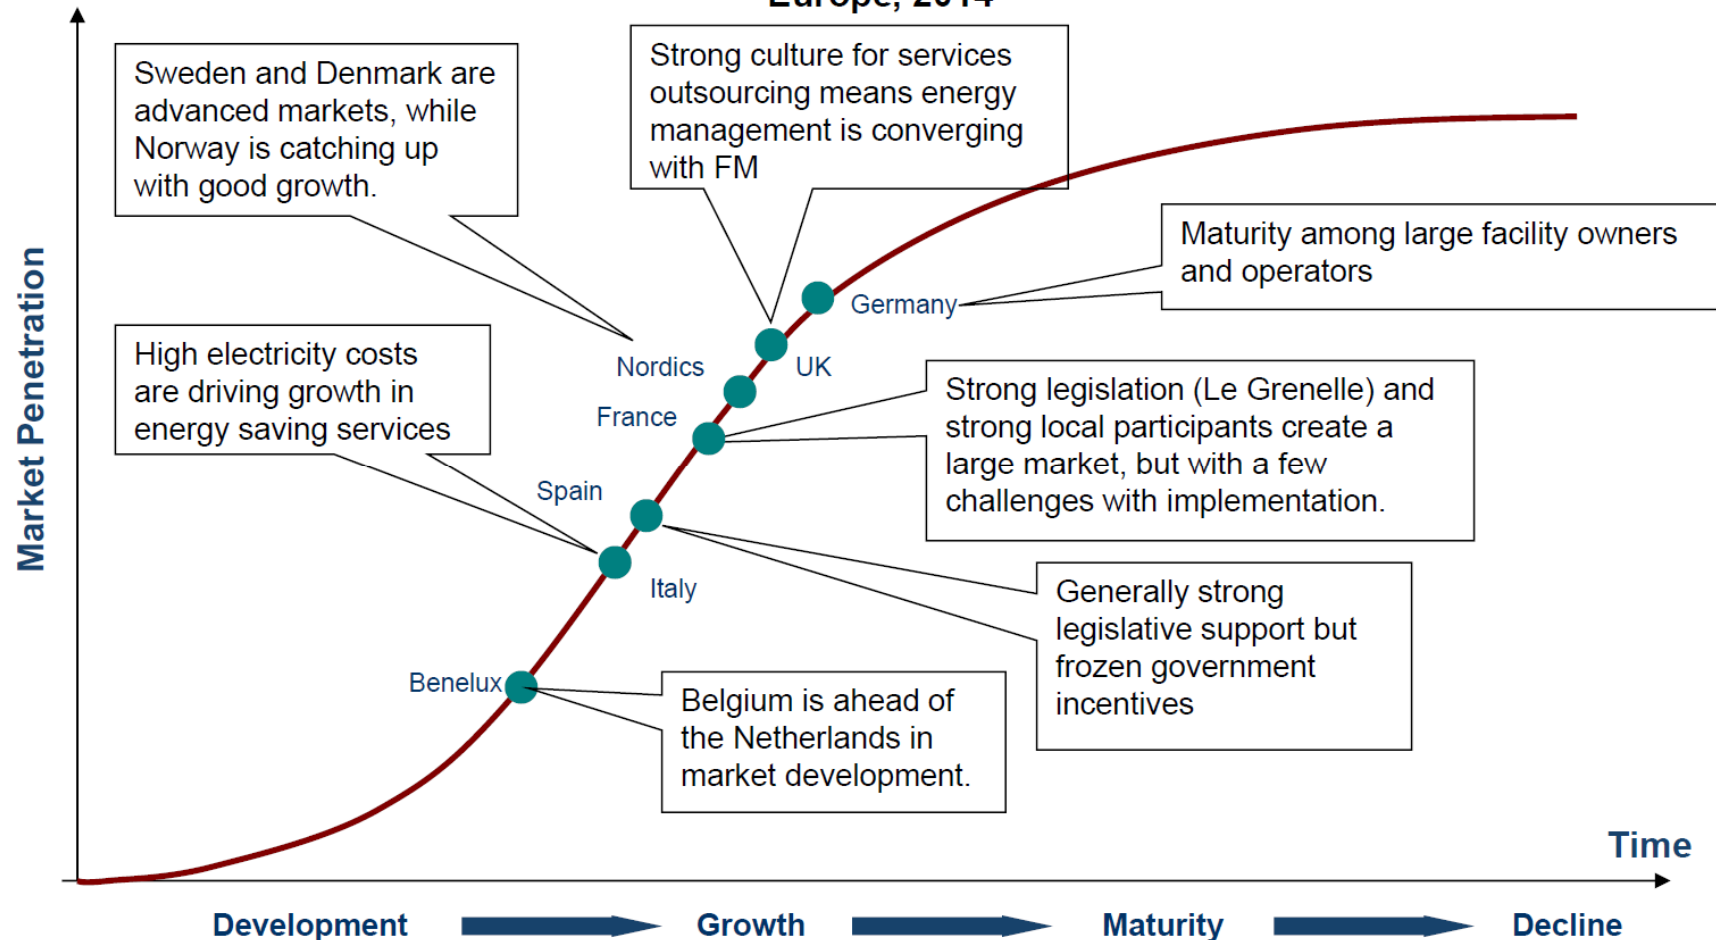 Europe, 2014
Sweden and Denmark are
advanced markets, while
Norway is catching up
with good growth.
Strong culture for services
outsourcing means energy
management is converging
with FM
Maturity among large facility owners
and operators
Germany
High electricity costs
are driving growth in
energy saving services
Nordics
UK
France
Strong legislation (Le Grenelle) and
strong local participants create a
large market, but with a few
challenges with implementation.
Spain
Italy
Generally strong
legislative support but
frozen government
incentives
Benelux
Belgium is ahead of
the Netherlands in
market development.
Market Penetration
Time
Development
Growth
Maturity
Decline